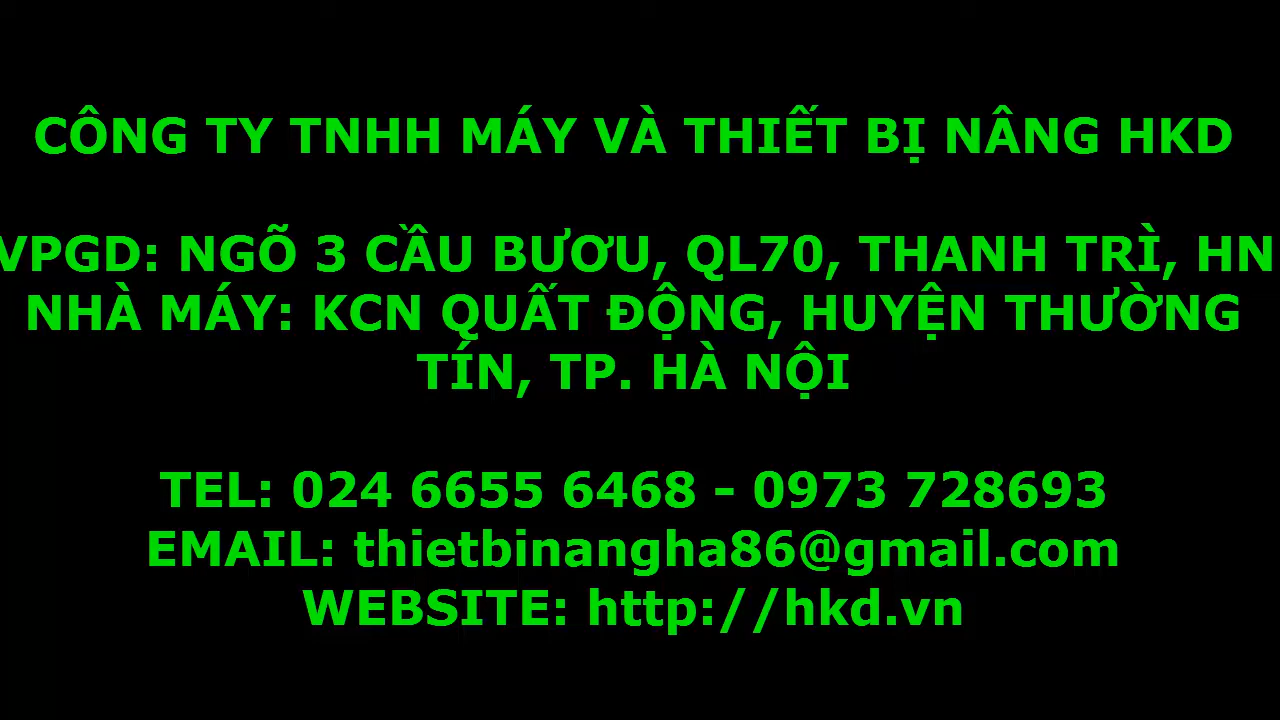 CÔNG TY TNHH MÁY VÀ THIẾT BỊ NÂNG HKD
VPGD: NGÕ 3 CẦU BƯƠU, QL70, THANH TRÌ, HN
NHÀ MÁY: KCN QUẤT ĐỘNG, HUYỆN THƯỜNG
TÍN, TP. HÀ NỘI
TEL: 024 6655 6468 - 0973 728693
EMAIL: thietbinangha86@gmail.com
WEBSITE: http://hkd.vn